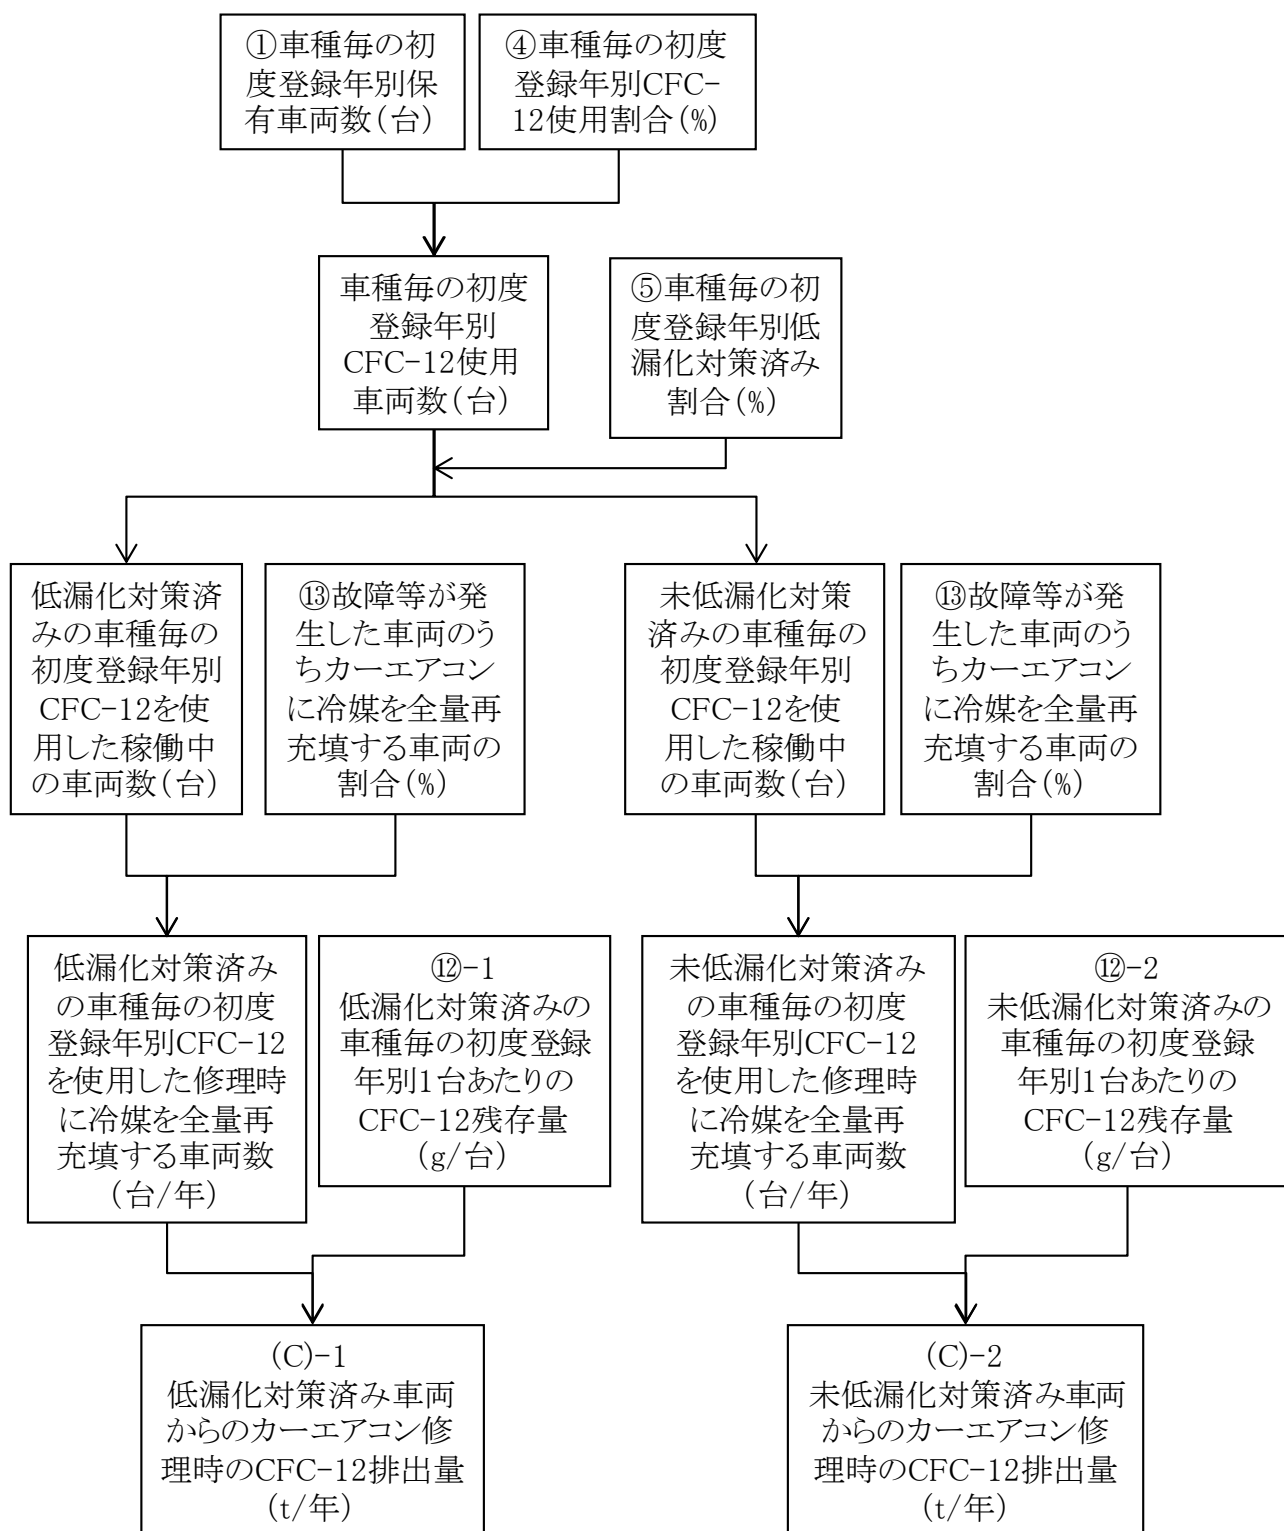 ①車種毎の初
度登録年別保
有車両数(台)
④車種毎の初度
登録年別CFC-
12使用割合(%)
車種毎の初度
登録年別
CFC-12使用
車両数(台)
⑤車種毎の初
度登録年別低
漏化対策済み
割合(%)
低漏化対策済
みの車種毎の
初度登録年別
CFC-12を使
用した稼働中
の車両数(台)
⑬故障等が発
生した車両のう
ちカーエアコン
に冷媒を全量再
充填する車両の
割合(%)
未低漏化対策
済みの車種毎の
初度登録年別
CFC-12を使
用した稼働中
の車両数(台)
⑬故障等が発
生した車両のう
ちカーエアコン
に冷媒を全量再
充填する車両の
割合(%)
低漏化対策済み
の車種毎の初度
登録年別CFC-12
を使用した修理時
に冷媒を全量再
充填する車両数
(台/年)
⑫-1
低漏化対策済みの
車種毎の初度登録
年別1台あたりの
CFC-12残存量
(g/台)
未低漏化対策済み
の車種毎の初度
登録年別CFC-12
を使用した修理時
に冷媒を全量再
充填する車両数
(台/年)
⑫-2
未低漏化対策済みの
車種毎の初度登録
年別1台あたりの
CFC-12残存量
(g/台)
(C)-1
低漏化対策済み車両
からのカーエアコン修
理時のCFC-12排出量
(t/年)
(C)-2
未低漏化対策済み車両
からのカーエアコン修
理時のCFC-12排出量
(t/年)